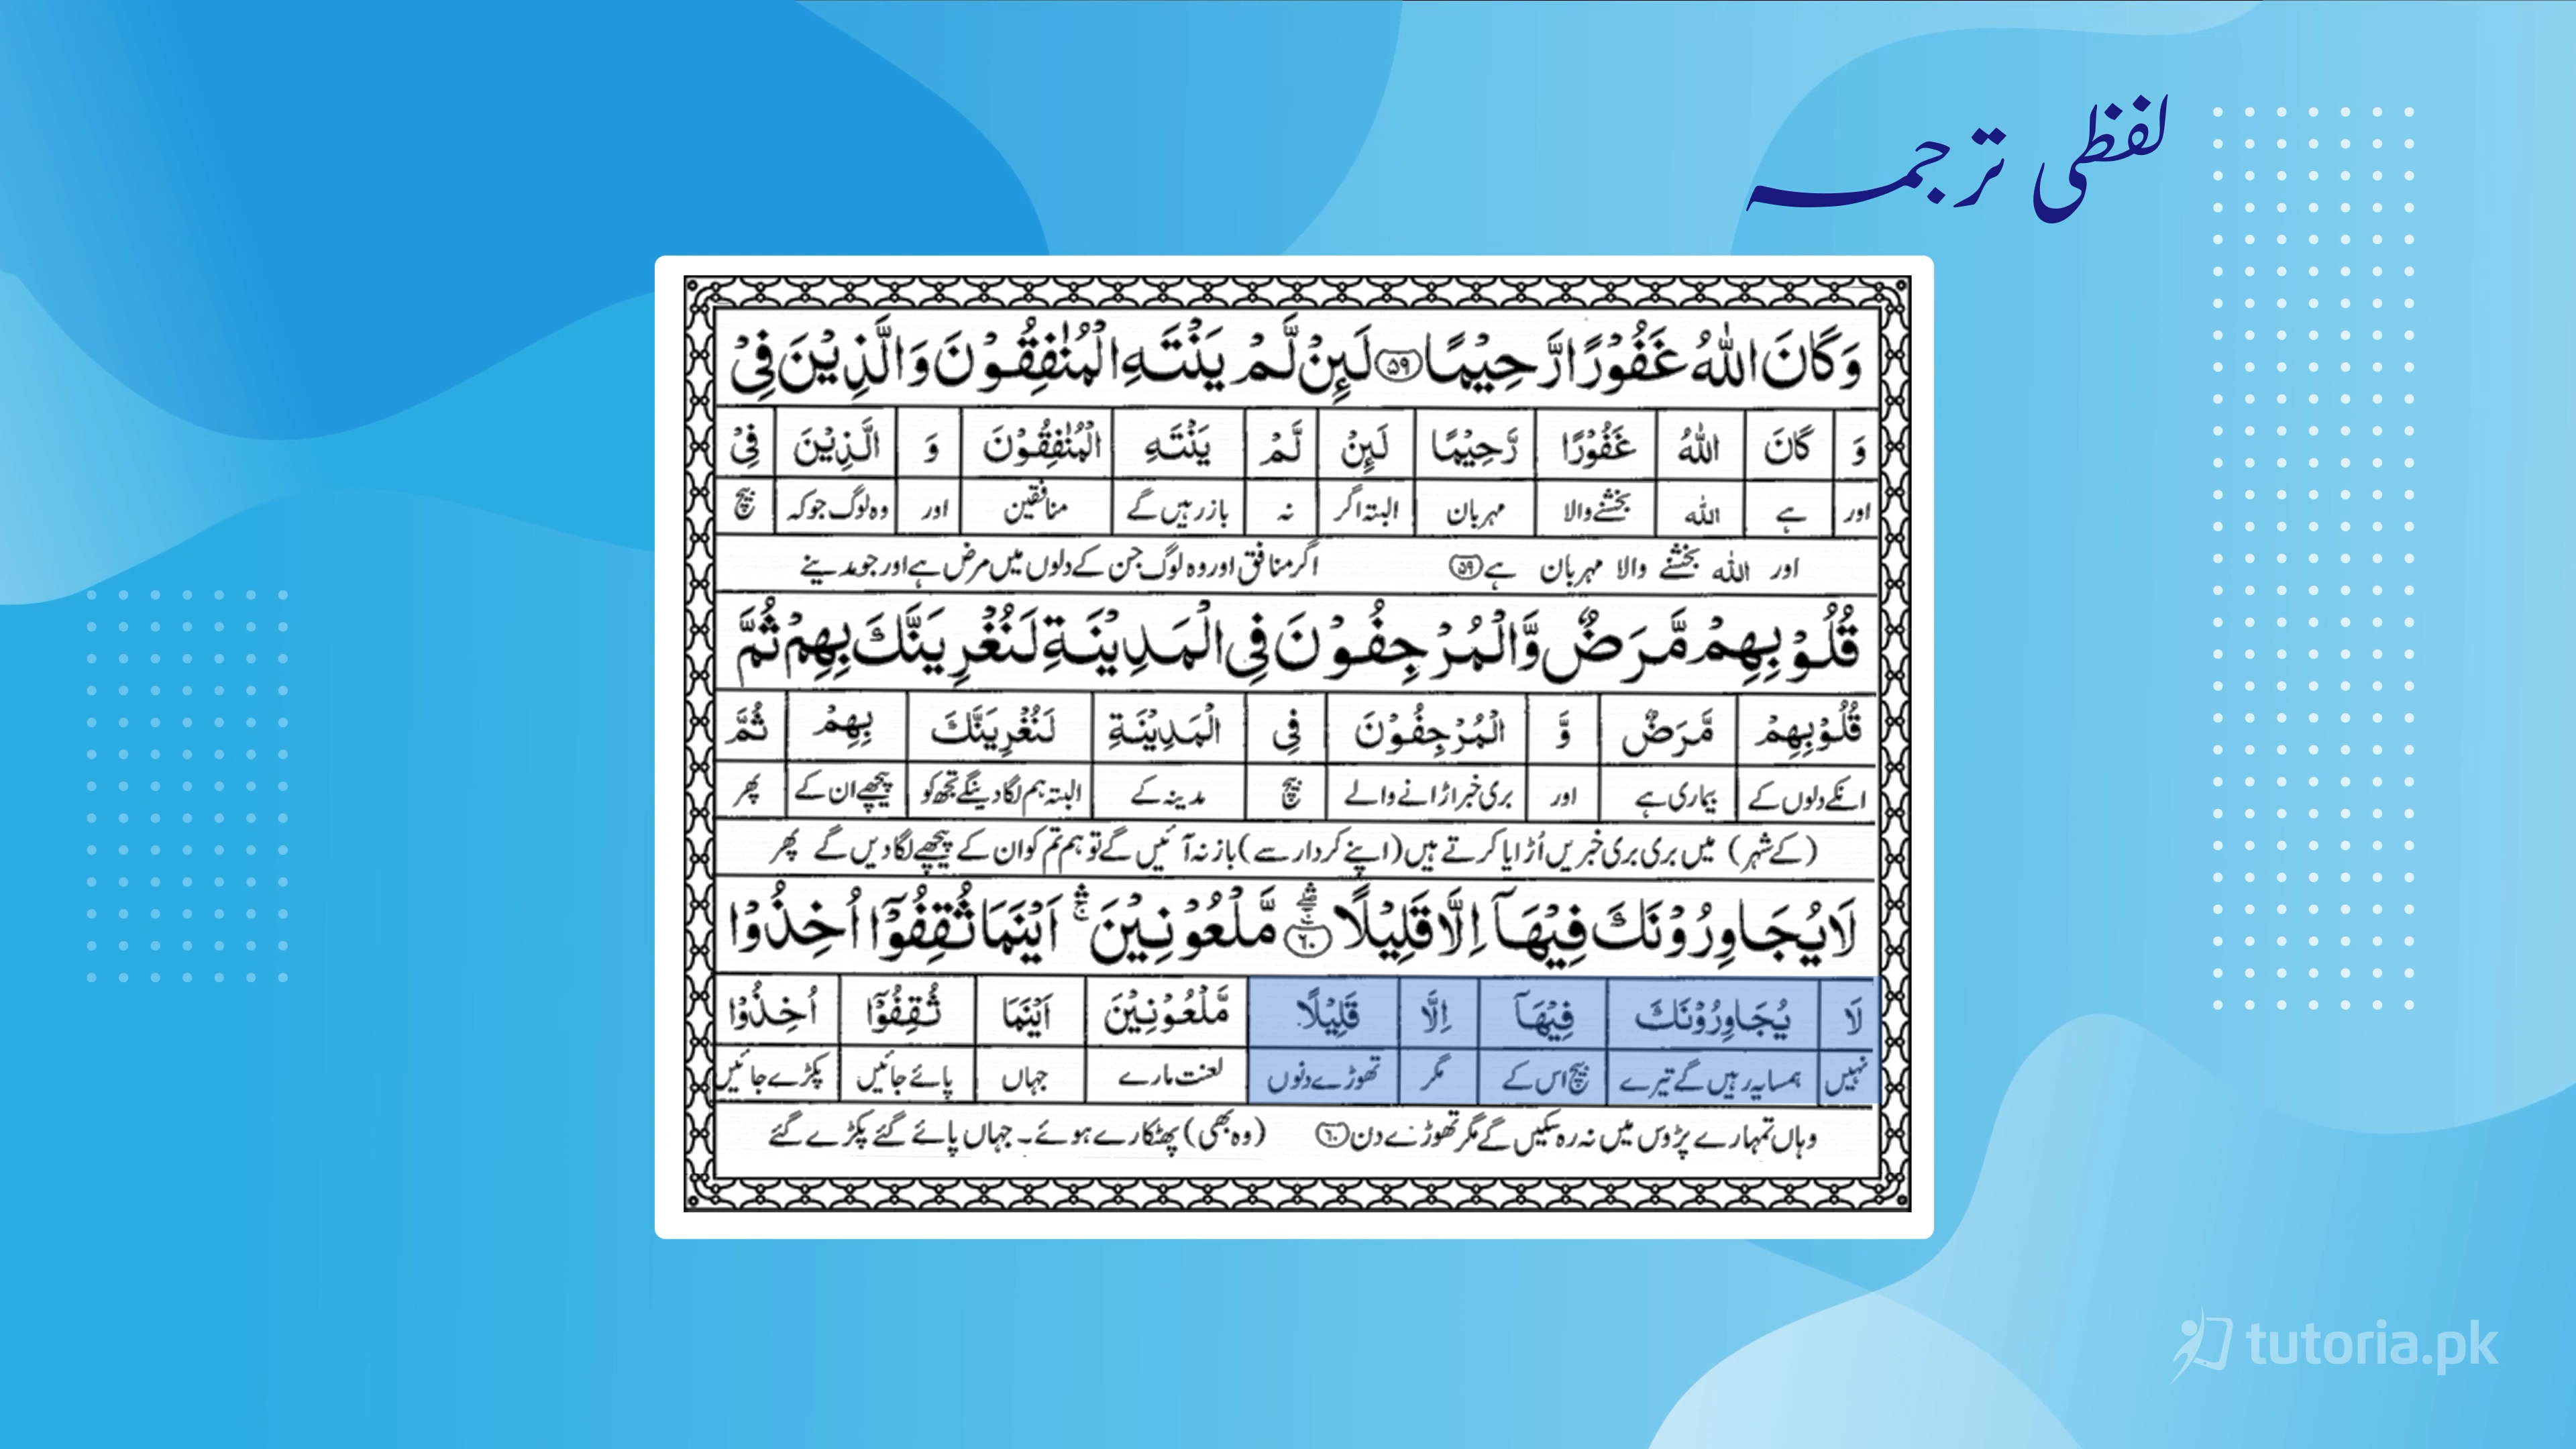 لفظی ترجمہ
وَكَانَ اللّٰهُ غَفُوْرًا رَّحِيْمًا ﴿۵۹﴾ لَئِنْ لَّمْ يَنْتَهِ الْمُنٰفِقُوْنَ وَالَّذِيْنَ فِىْ
وَ كَانَ اللّٰهُ غَفُوْرًا رَّحِيْمًا لَئِنْ لَّمْ يَنْتَهِ الْمُنٰفِقُوْنَ وَ الَّذِيْنَ فِىْ
اور ہے اللہ بخشنے والا مہربان البتہ اگر نہ باز رہیں گے منافقین اور وہ لوگ جو کہ بیچ
اور اللہ بخشنے والا مہربان ہے ﴿۵۹﴾ اگر منافق اور وہ لوگ جن کے دلوں میں مرض ہے اور جو مدینے
قُلُوْبِهِمْ مَّرَضٌ وَّالْمُرْجِفُوْنَ فِى الْمَدِيْنَةِ لَنُغْرِيَنَّكَ بِهِمْ ثُمَّ
قُلُوْبِهِمْ مَّرَضٌ وَّ الْمُرْجِفُوْنَ فِى الْمَدِيْنَةِ لَنُغْرِيَنَّكَ بِهِمْ ثُمَّ
انکے دلوں کے بیماری ہے اور بری خبر اڑانے والے بیچ مدینہ کے البتہ ہم لگا دینگے تجھ کو پیچھے ان کے پھر
(کے شہر) میں بری بری خبریں اُڑایا کرتے ہیں (اپنے کردار سے) باز نہ آئیں گے تو ہم تم کو ان کے پیچھے لگا دیں گے پھر
لَا يُجَاوِرُوْنَكَ فِيْهَآ اِلَّا قَلِيْلًا ﴿۶۰﴾ مَّلْعُوْنِيْنَ ۛۚ اَيْنَمَا ثُقِفُوْٓا اُخِذُوْا
لَا يُجَاوِرُوْنَكَ فِيْهَآ اِلَّا قَلِيْلًا مَّلْعُوْنِيْنَ اَيْنَمَا ثُقِفُوْٓا اُخِذُوْا
نہیں ہمسایہ رہیں گے تیرے بیچ اس کے مگر تھوڑے دنوں لعنت مارے جہاں پائے جائیں پکڑے جائیں
وہاں تمہارے پڑوس میں نہ رہ سکیں گے مگر تھوڑے دن ﴿۶۰﴾ (وہ بھی) پھٹکارے ہوئے۔ جہاں پائے گئے پکڑے گئے
tutoria.pk